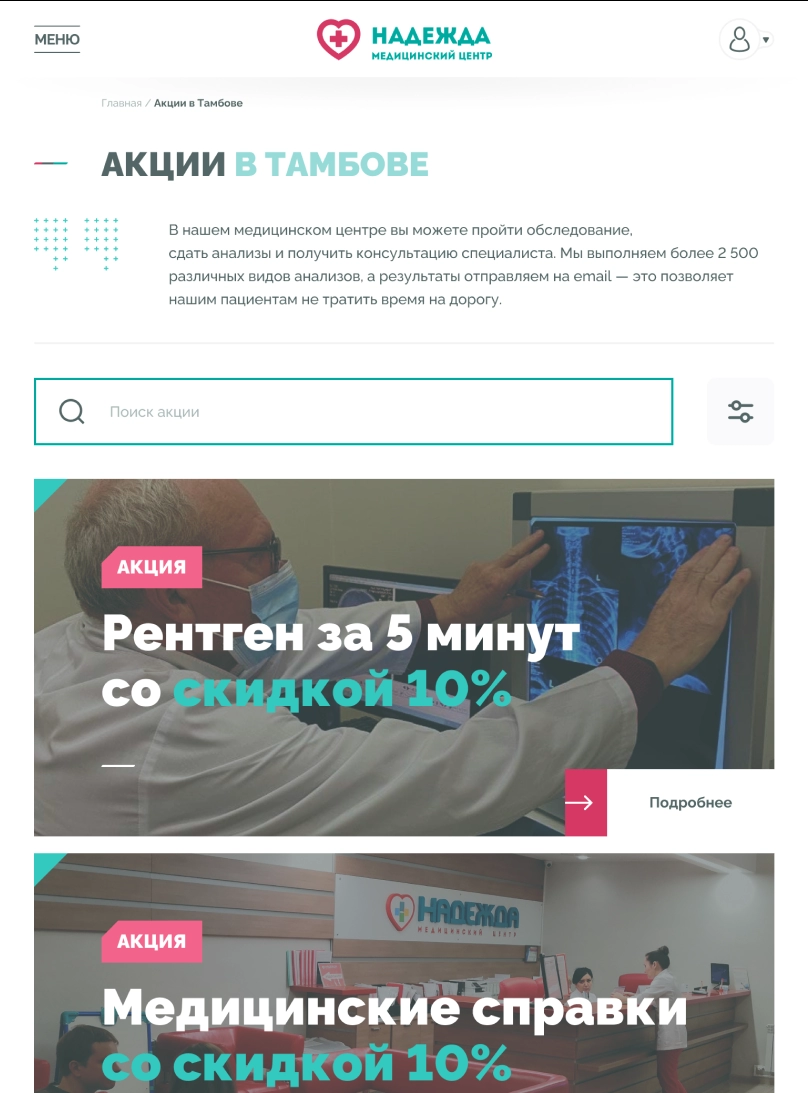 МЕНЮ
НАДЕЖДА
МЕДИЦИНСКИЙ ЦЕНТР
Главная / Акции в Тамбове
АКЦИИ В ТАМБОВЕ
В нашем медицинском центре вы можете пройти обследование,
сдать анализы и получить консультацию специалиста. Мы выполняем более 2 500
различных видов анализов, а результаты отправляем на email — это позволяет
нашим пациентам не тратить время на дорогу.
Поиск акции
L
АКЦИЯ
Рентген за 5 минут
со скидкой 10%
Подробнее
НАДЕЖДА
МЕДИЦИНСКИЙ ЦЕНТР
АКЦИЯ
Медицинские справки
со скидкой 10%